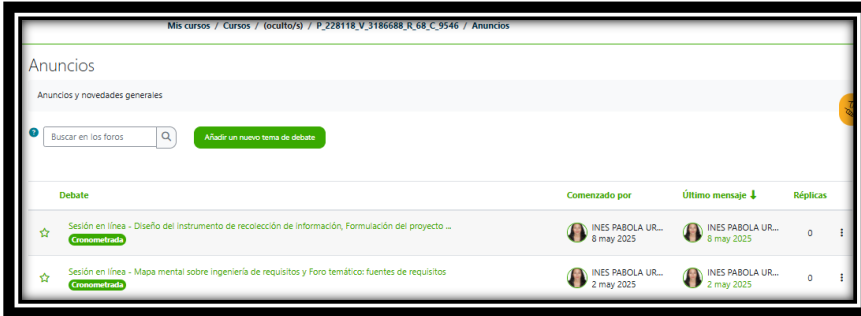 Mis cursos / Cursos / (oculto/s) / P_228118_V_3186688_R_68_C_9546 / Anuncios
Anuncios
Anuncios y novedades generales
Buscar en los foros
Añadir un nuevo tema de debate
Debate Comenzado por Último mensaje Réplicas
Sesión en línea - Diseño del instrumento de recolección de información, Formulación del proyecto ...
Cronometrada
INES PABOLA UR...
8 may 2025
INES PABOLA UR...
8 may 2025
0
Sesión en línea - Mapa mental sobre ingeniería de requisitos y Foro temático: fuentes de requisitos
Cronometrada
INES PABOLA UR...
2 may 2025
INES PABOLA UR...
2 may 2025
0